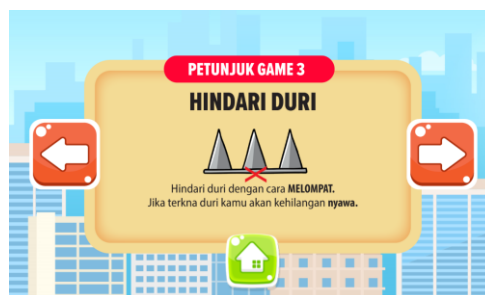 PETUNJUK GAME 3
HINDARI DURI
Hindari duri dengan cara MELOMPAT.
Jika terkna duri kamu akan kehilangan nyawa.